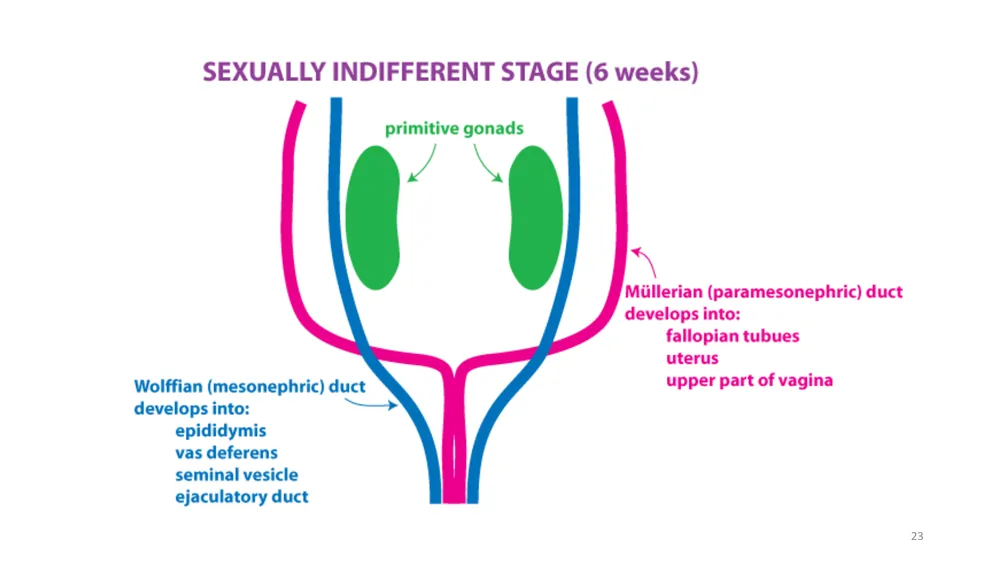 SEXUALLY INDIFFERENT STAGE (6 weeks)
primitive gonads
Müllerian (paramesonephric) duct
develops into:
fallopian tubues
uterus
upper part of vagina
Wolffian (mesonephric) duct
develops into:
epididymis
vas deferens
seminal vesicle
ejaculatory duct
23